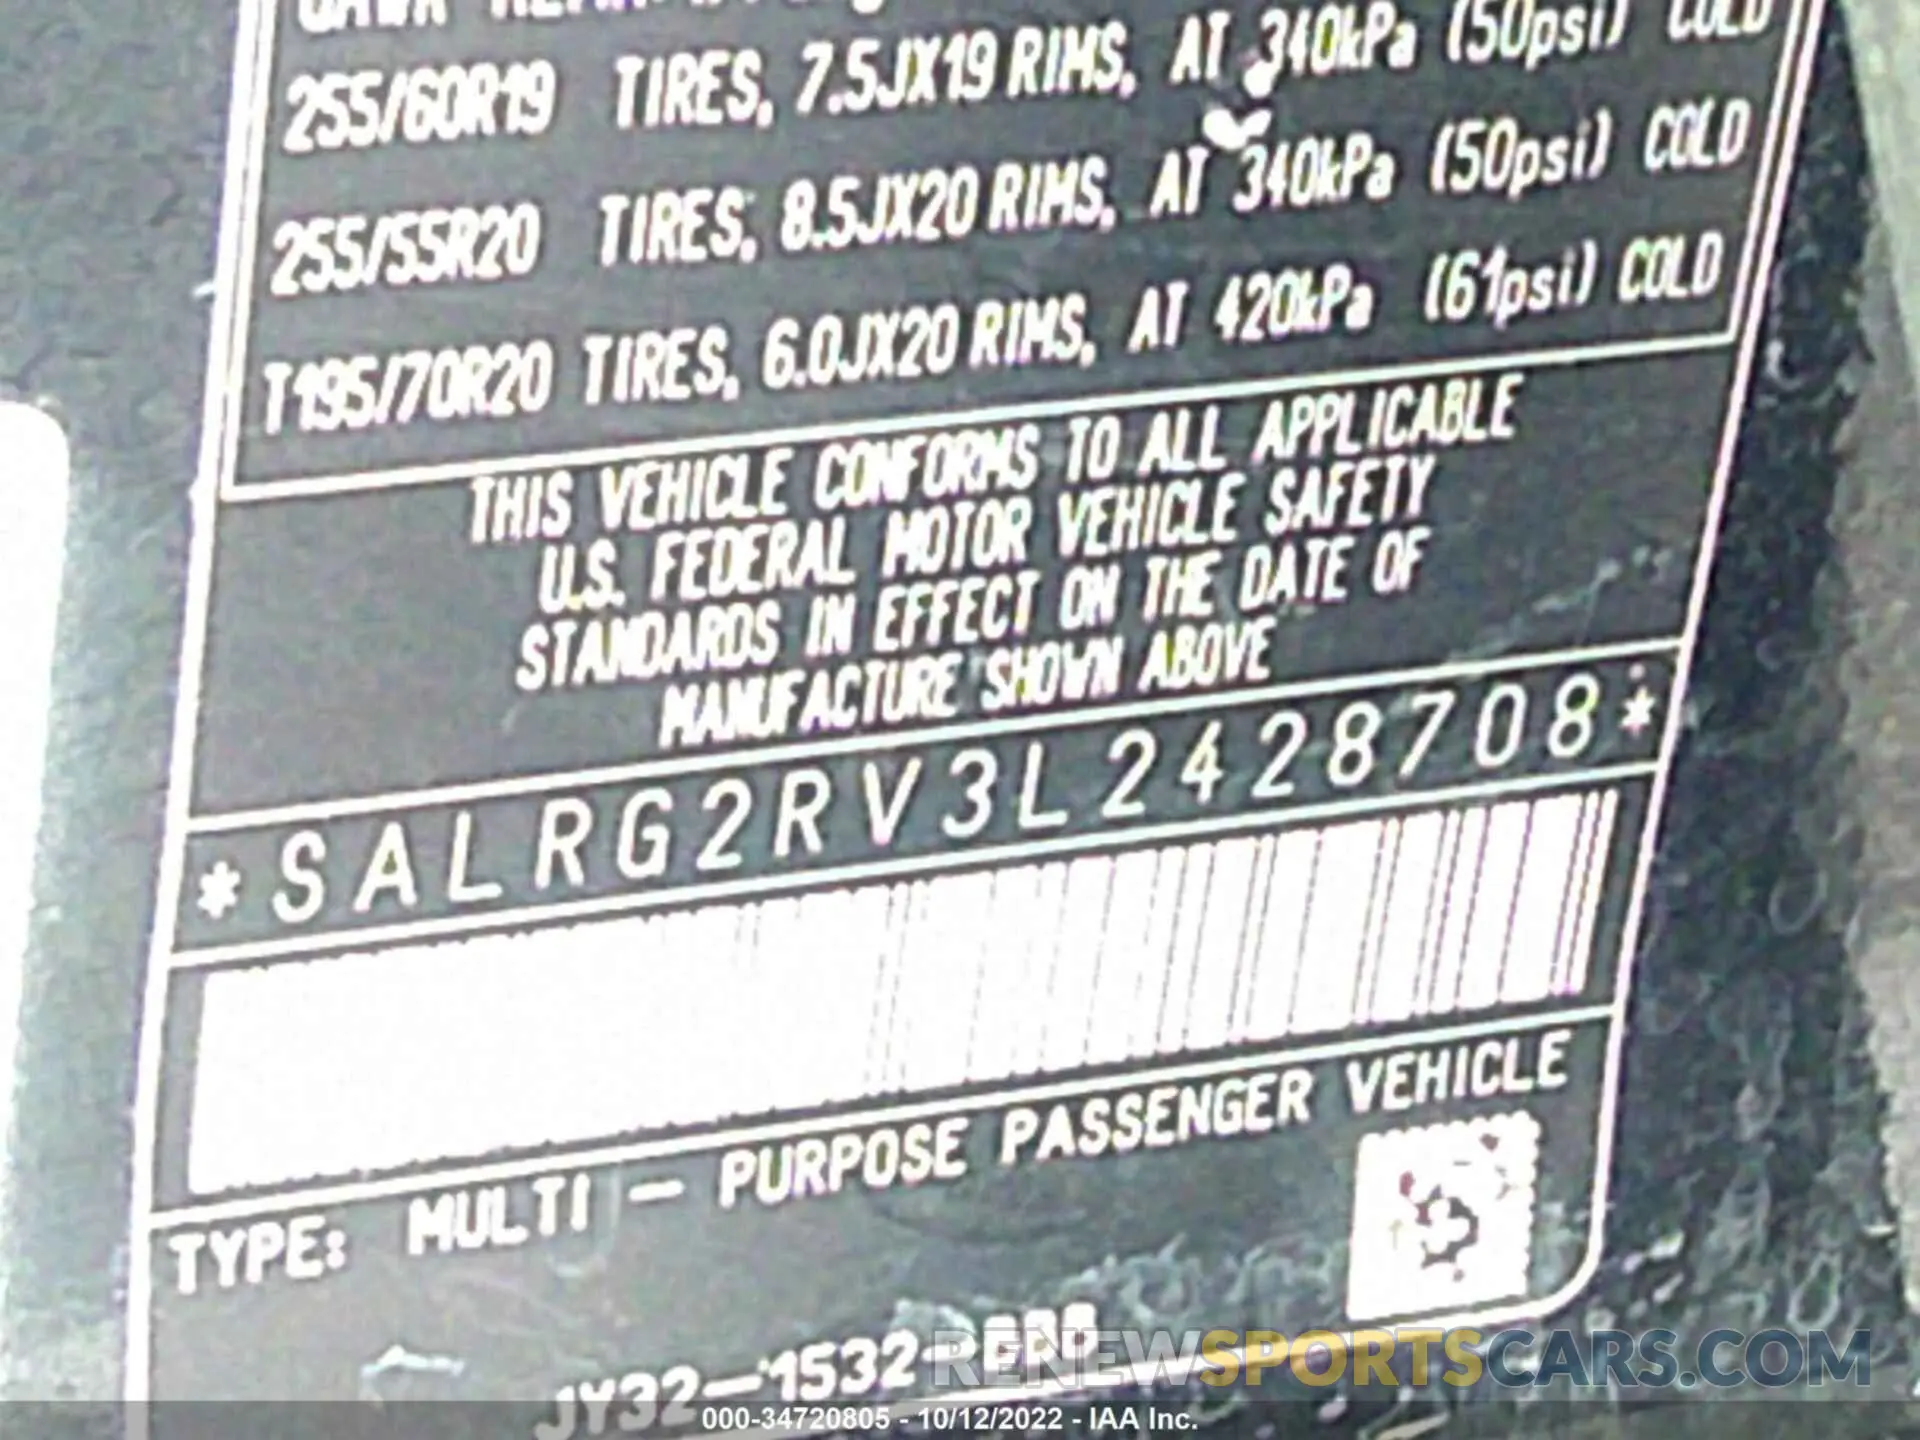 255/60R19 TIRES, 7.5JX19 RIMS, AT 340kPa (50psi) COLD
255/55R20 TIRES, 8.5JX20 RIMS, AT 340kPa (50psi) COLD
T195/70R20 TIRES, 6.0JX20 RIMS, AT 420kPa (61psi) COLD
THIS VEHICLE CONFORMS TO ALL APPLICABLE
U.S. FEDERAL MOTOR VEHICLE SAFETY
STANDARDS IN EFFECT ON THE DATE OF
MANUFACTURE SHOWN ABOVE
*SALRG2RV3L2428708*
TYPE: MULTI - PURPOSE PASSENGER VEHICLE
RENEWSPORTSCARS.COM
000-34720805 - 10/12/2022 - IAA Inc.